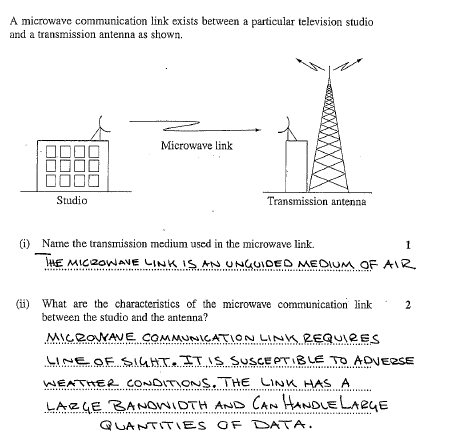 A microwave communication link exists between a particular television studio
and a transmission antenna as shown.
Microwave link
Studio
Transmission antenna
(i) Name the transmission medium used in the microwave link. 1
THE MICROWAVE LINK IS AN UNGUIDED MEDIUM OF AIR
(ii) What are the characteristics of the microwave communication link 2
between the studio and the antenna?
MICROWAVE COMMUNICATION LINK REQUIRES
LINE OF SIGHT. IT IS SUSCEPTIBLE TO ADVERSE
WEATHER CONDITIONS. THE LINK HAS A
LARGE BANDWIDTH AND CAN HANDLE LARGE
QUANTITIES OF DATA.